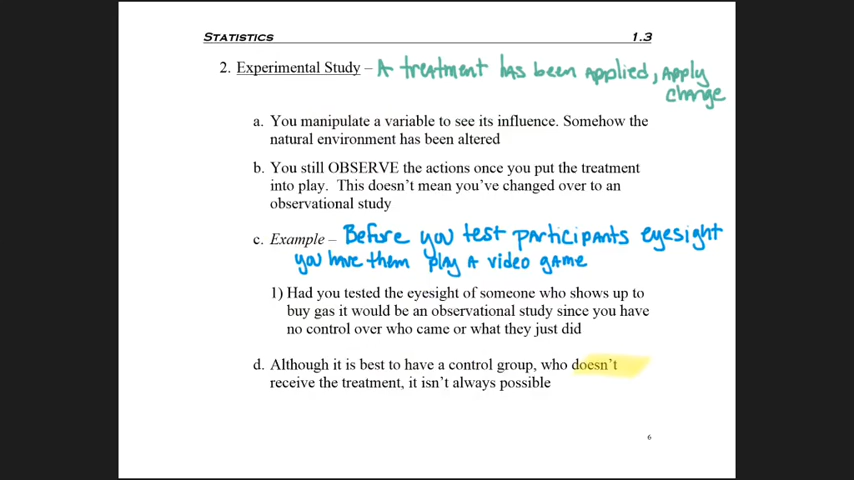 STATISTICS 1.3
2. Experimental Study – A treatment has been applied, apply
change
a. You manipulate a variable to see its influence. Somehow the
natural environment has been altered
b. You still OBSERVE the actions once you put the treatment
into play. This doesn't mean you've changed over to an
observational study
c. Example – Before you test participants eyesight
you have them play a video game
1) Had you tested the eyesight of someone who shows up to
buy gas it would be an observational study since you have
no control over who came or what they just did
d. Although it is best to have a control group, who doesn't
receive the treatment, it isn't always possible
6